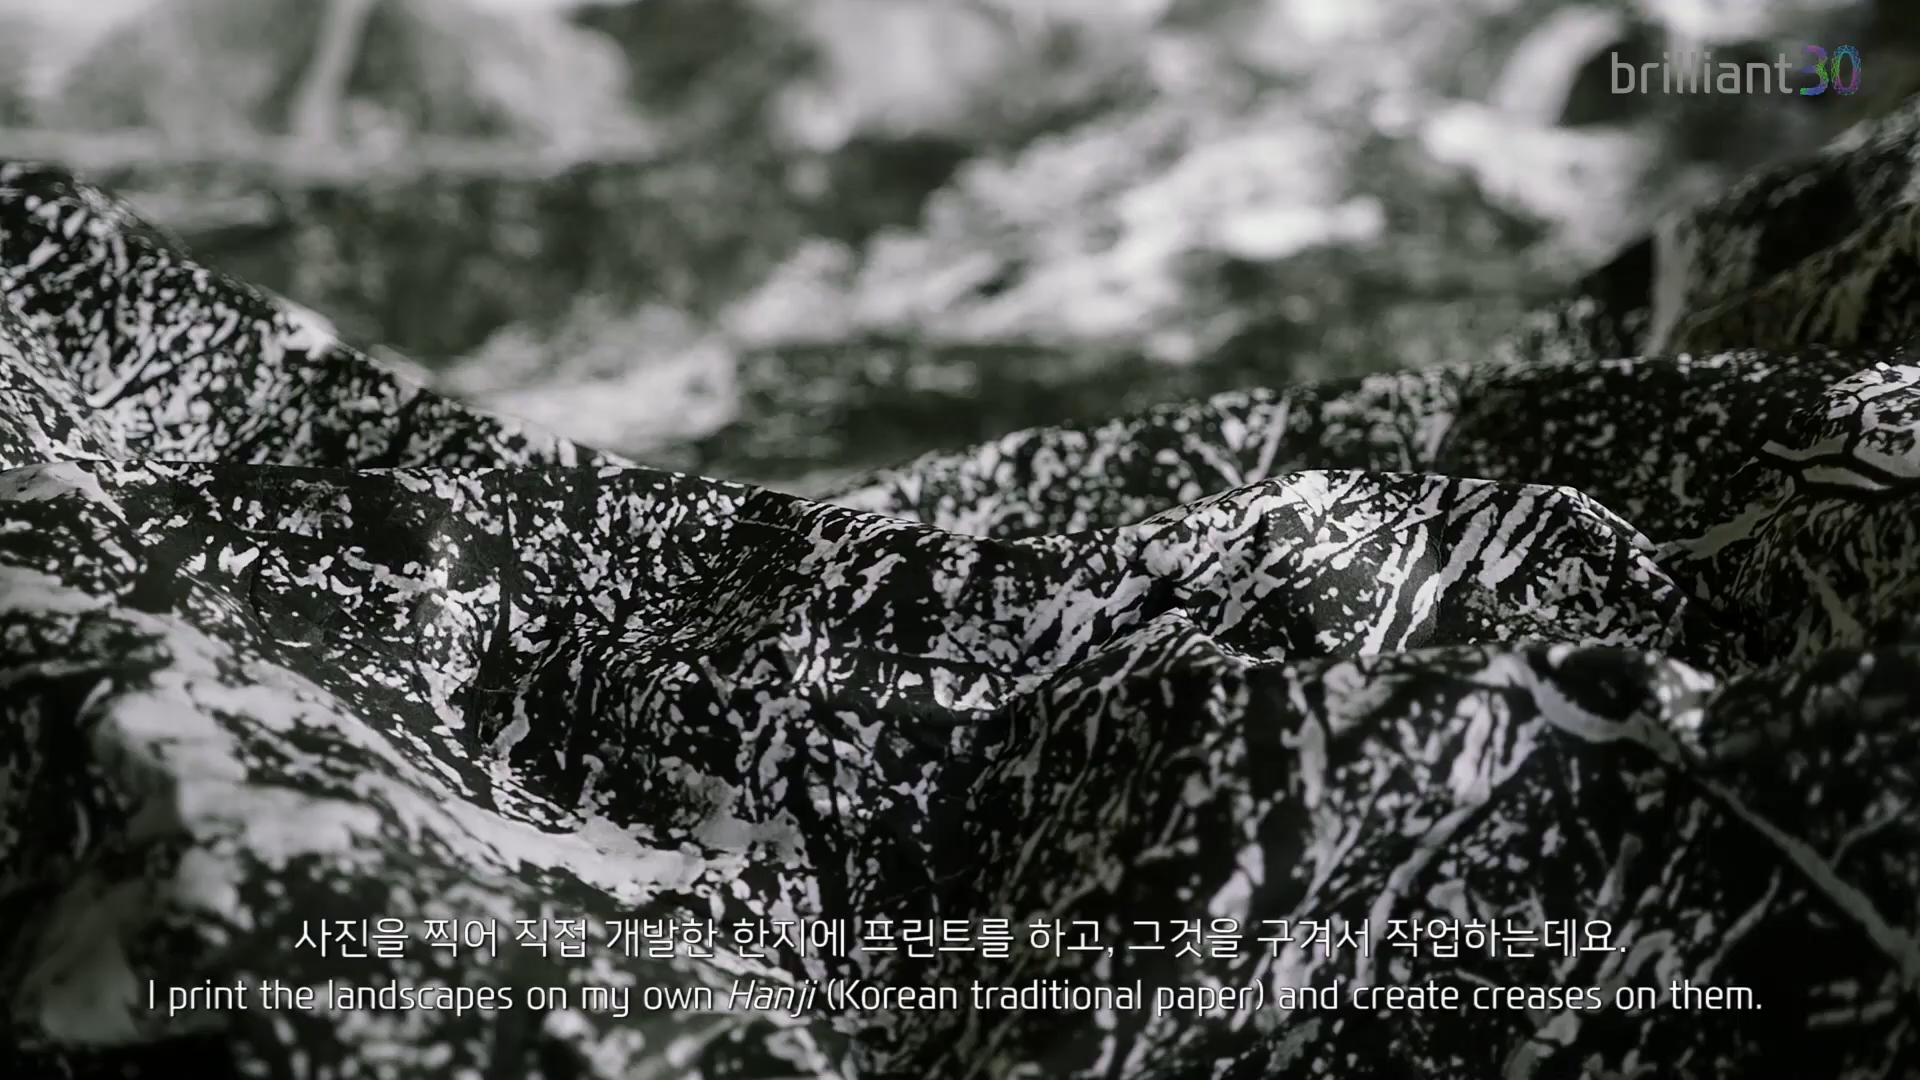 brilliant30
사진을 찍어 직접 개발한 한지에 프린트를 하고, 그것을 구겨서 작업하는데요.
I print the landscapes on my own Hanji (Korean traditional paper) and create creases on them.